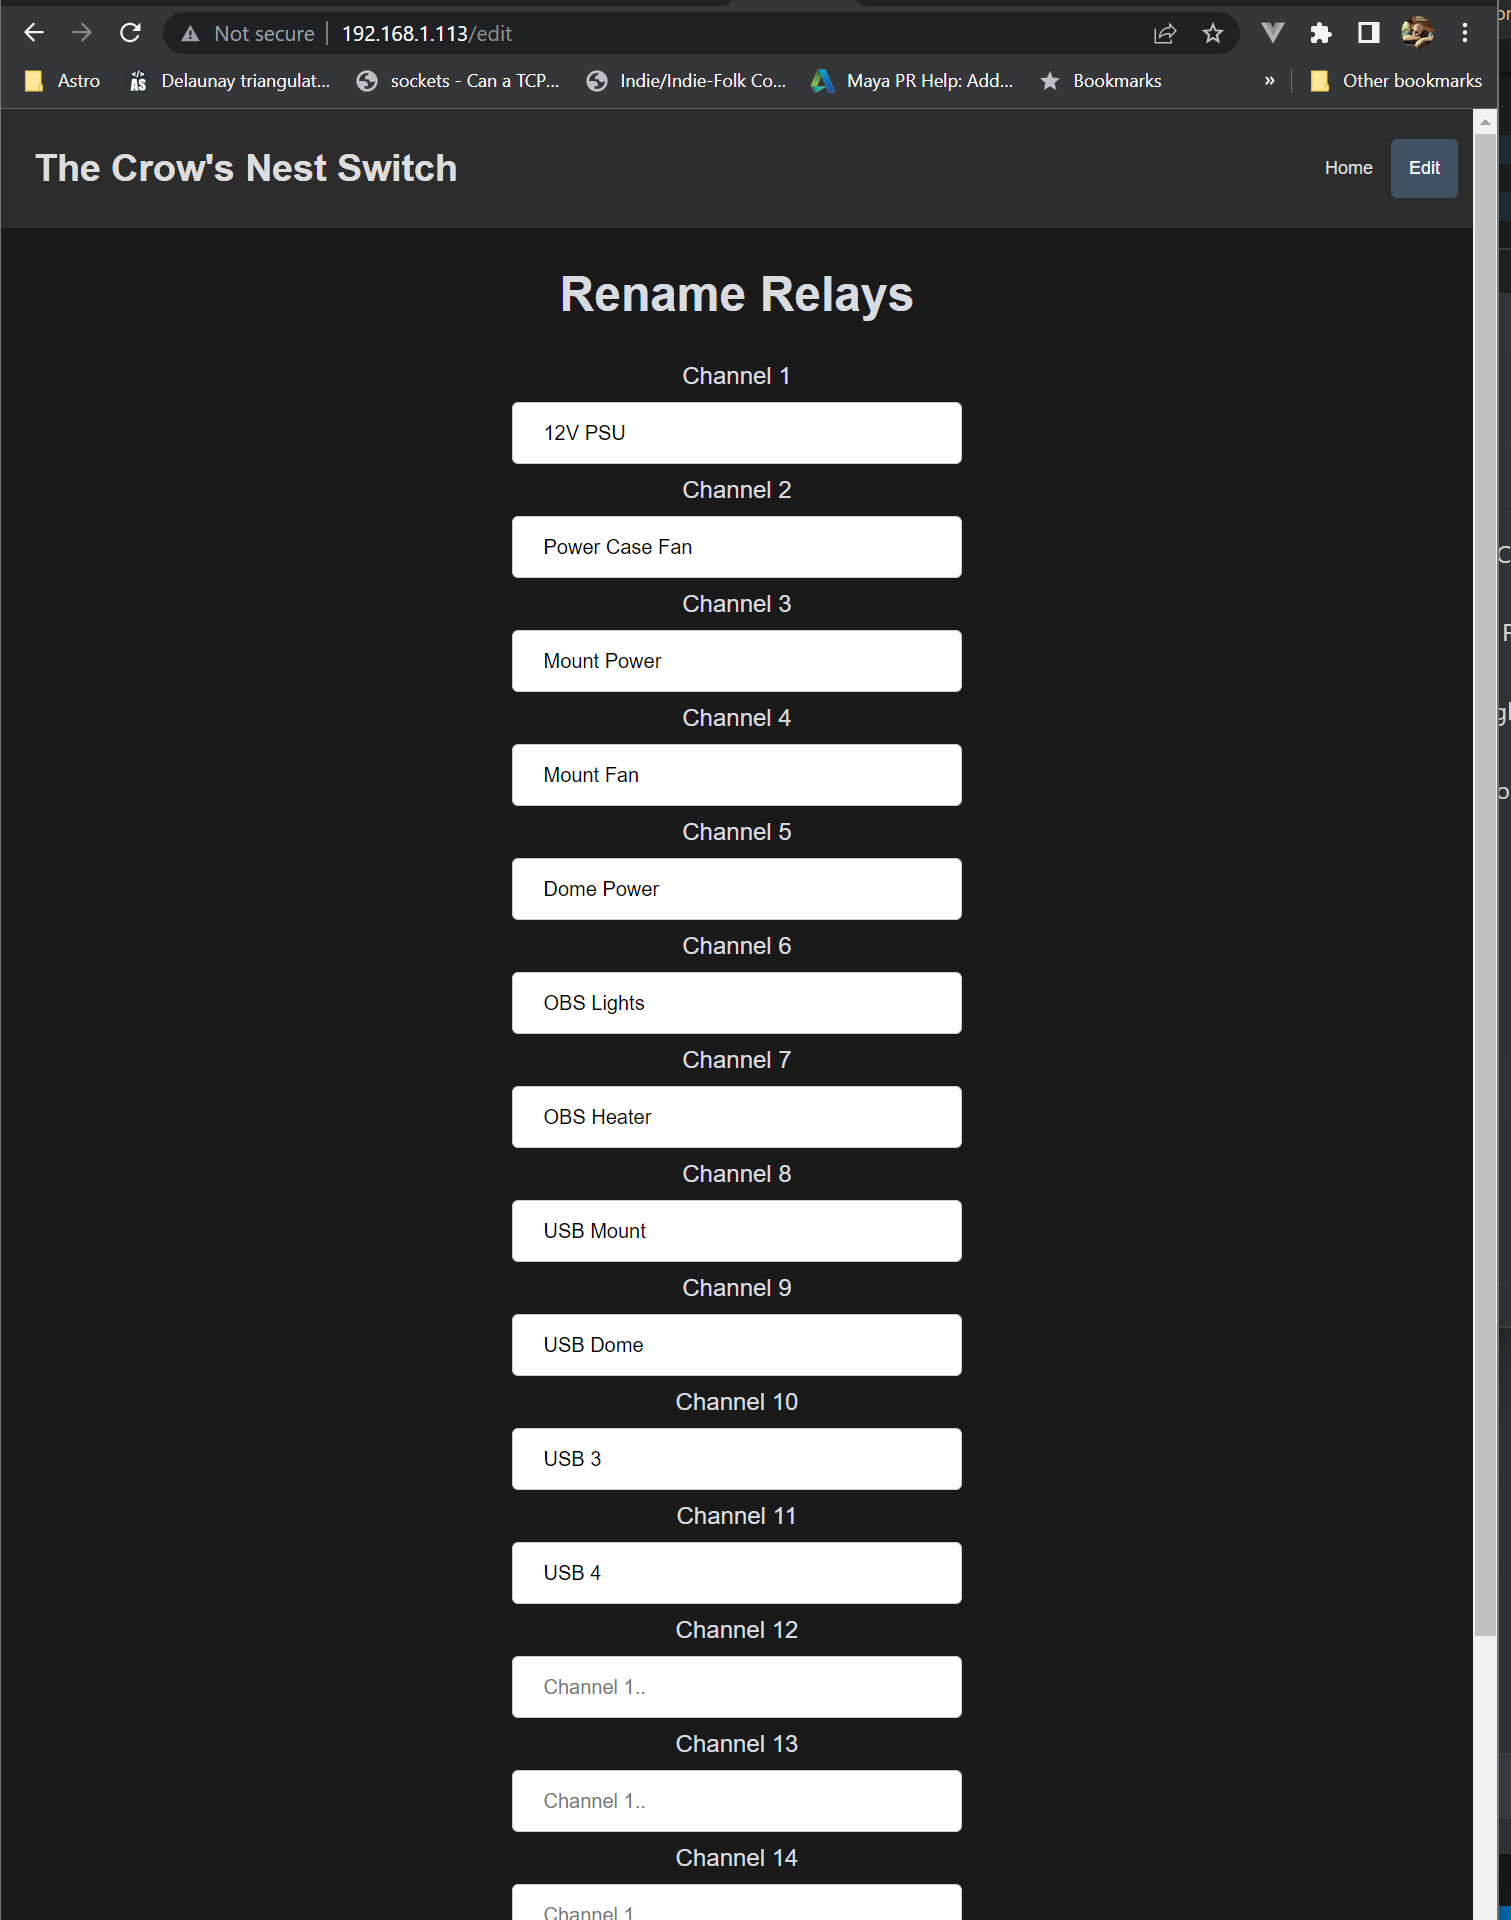 Not secure | 192.168.1.113/edit
Astro
Delaunay triangulat...
sockets - Can a TCP...
Indie/Indie-Folk Co...
Maya PR Help: Add...
Bookmarks
»
Other bookmarks
The Crow's Nest Switch
Home
Edit
Rename Relays
Channel 1
12V PSU
Channel 2
Power Case Fan
Channel 3
Mount Power
Channel 4
Mount Fan
Channel 5
Dome Power
Channel 6
OBS Lights
Channel 7
OBS Heater
Channel 8
USB Mount
Channel 9
USB Dome
Channel 10
USB 3
Channel 11
USB 4
Channel 12
Channel 1..
Channel 13
Channel 1..
Channel 14
Channel 1